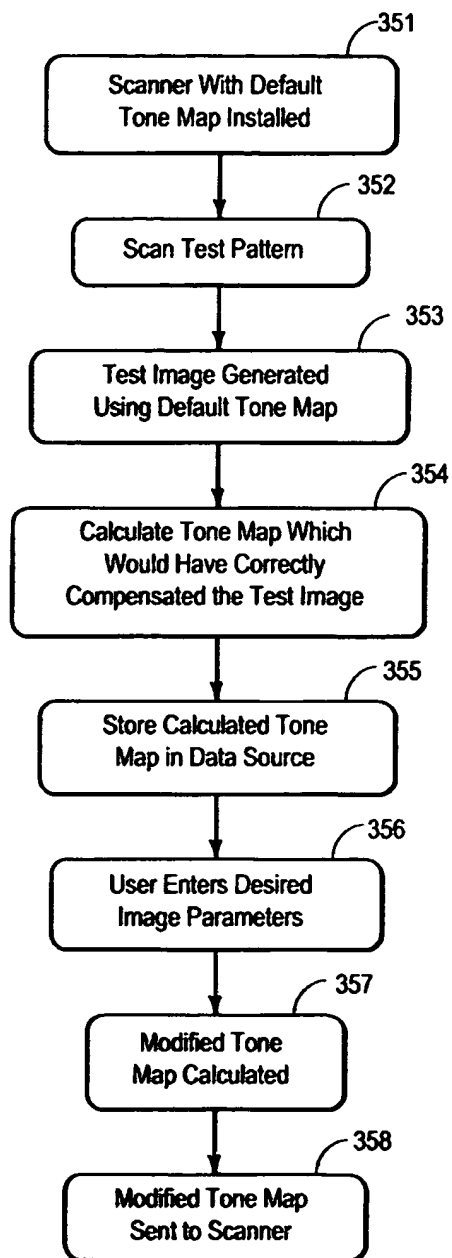 351
Scanner With Default
Tone Map Installed
352
Scan Test Pattern
353
Test Image Generated
Using Default Tone Map
354
Calculate Tone Map Which
Would Have Correctly
Compensated the Test Image
355
Store Calculated Tone
Map in Data Source
356
User Enters Desired
Image Parameters
357
Modified Tone
Map Calculated
358
Modified Tone Map
Sent to Scanner